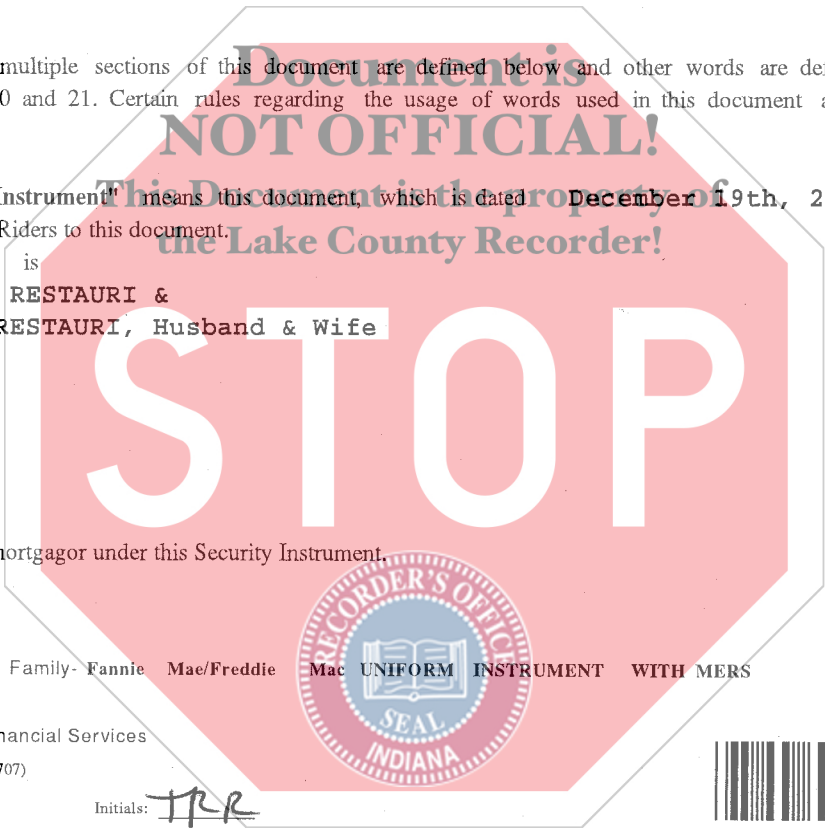 multiple sections of this document are defined below and other words are
Document is
0 and 21. Certain rules regarding the usage of words used in this document
NOT OFFICIAL!
Instrument" means this document, which is dated December 19th, 2
This Document is the property of
Riders to this document.
the Lake County Recorder!
is
RESTAURI &
RESTAURI, Husband & Wife
STOP
mortgagor under this Security Instrument.
RECORDER'S OFFICE
Family- Fannie Mae/Freddie Mac UNIFORM INSTRUMENT WITH MERS
SEAL
INDIANA
nancial Services
707)
Initials: TRR